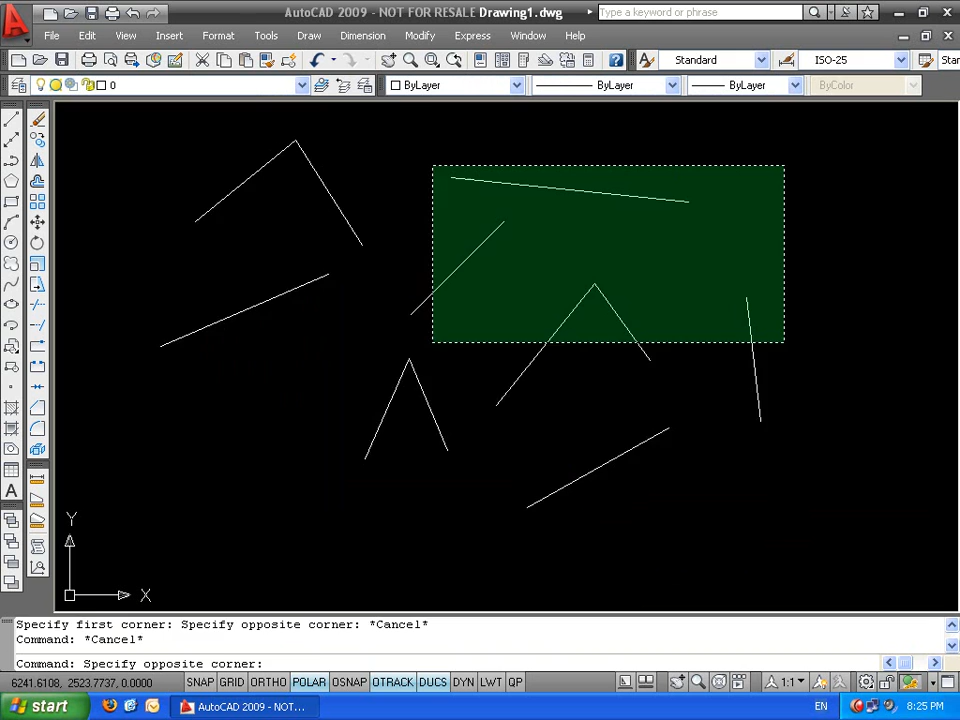 AutoCAD 2009 - NOT FOR RESALE Drawing1.dwg
Type a keyword or phrase
File Edit View Insert Format Tools Draw Dimension Modify Express Window Help
Standard ISO-25 Star
0 ByLayer ByLayer ByLayer ByColor
A
Y
X
Specify first corner: Specify opposite corner: *Cancel*
Command: *Cancel*
Command: Specify opposite corner:
6241.6108, 2523.7737, 0.0000 SNAP GRID ORTHO POLAR OSNAP OTRACK DUCS DYN LWT QP 1:1
start AutoCAD 2009 - NOT... EN 8:25 PM